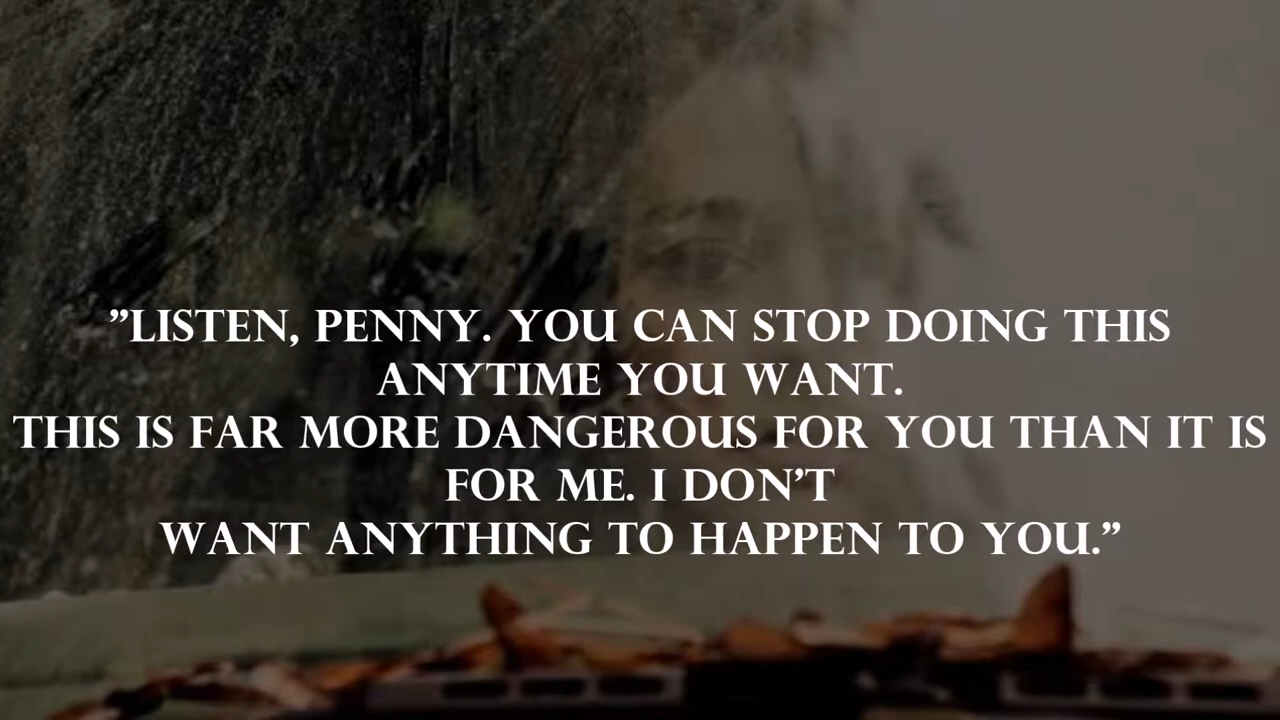 ”LISTEN, PENNY. YOU CAN STOP DOING THIS
ANYTIME YOU WANT.
THIS IS FAR MORE DANGEROUS FOR YOU THAN IT IS
FOR ME. I DON’T
WANT ANYTHING TO HAPPEN TO YOU.”